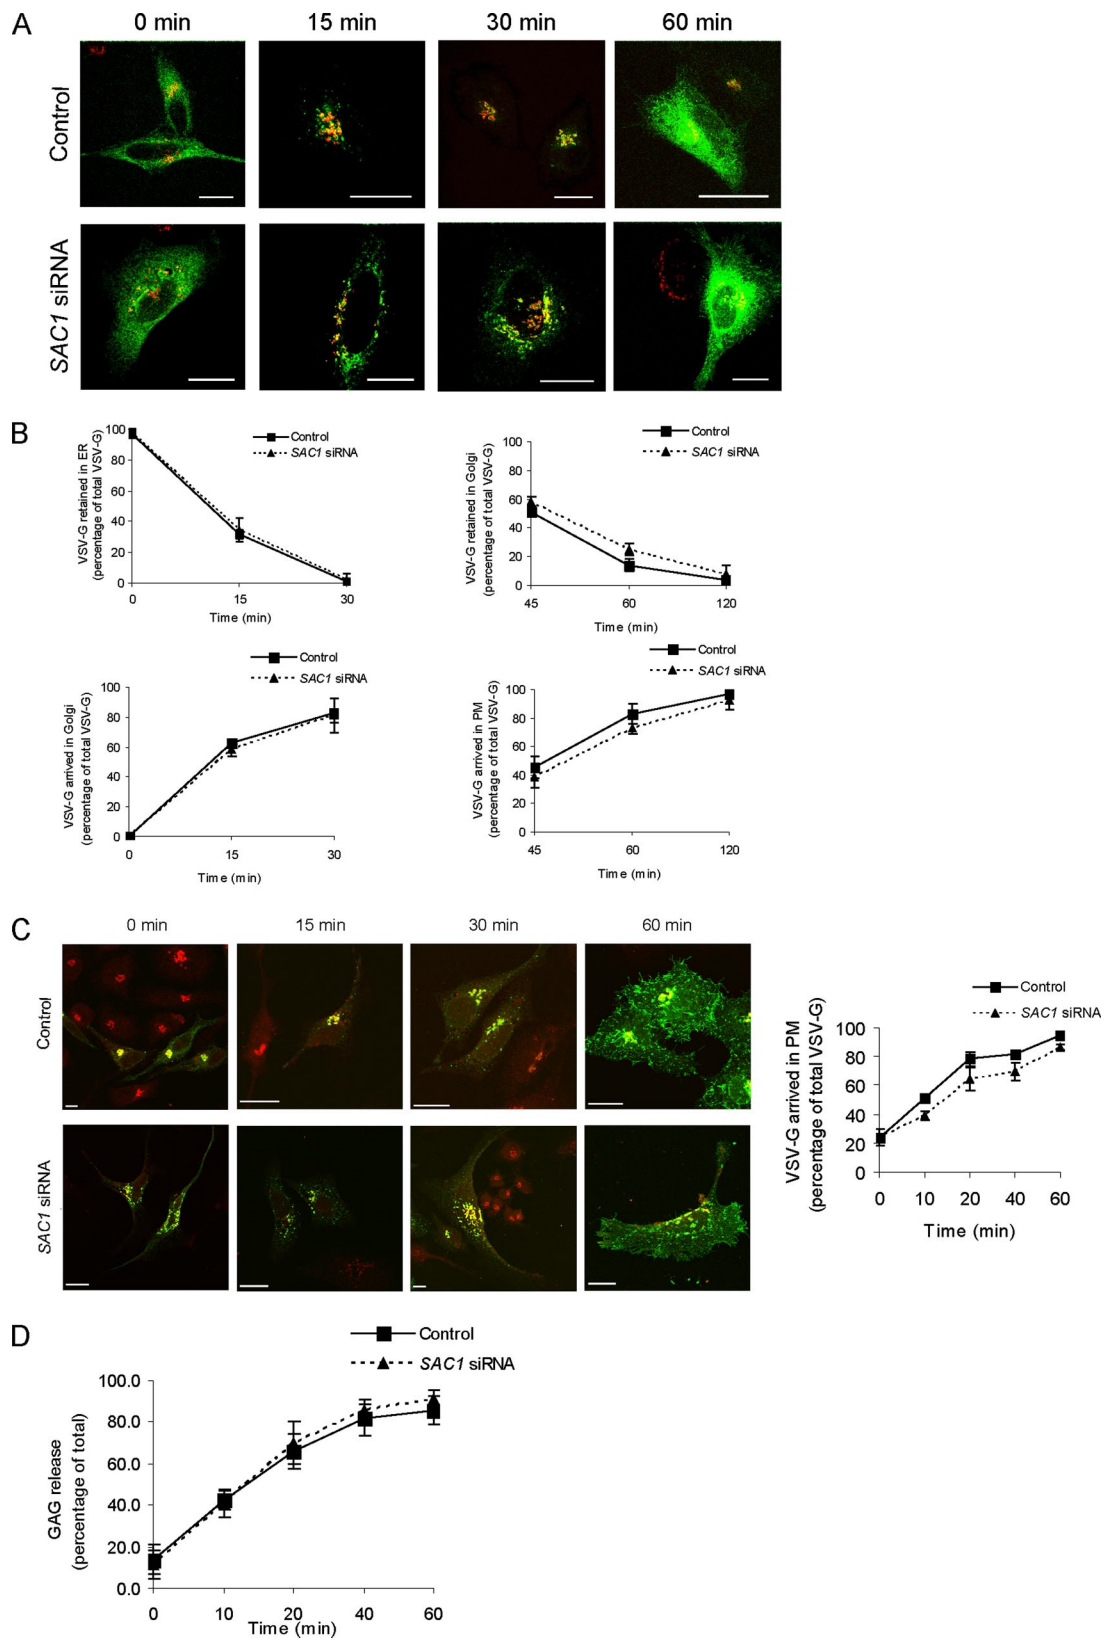 A
0 min 15 min 30 min 60 min
Control
SAC1 siRNA
B
Control
SAC1 siRNA
VSV-G retained in ER
(percentage of total VSV-G)
100
80
60
40
20
0
0 15 30
Time (min)
Control
SAC1 siRNA
VSV-G retained in Golgi
(percentage of total VSV-G)
100
80
60
40
20
0
45 60 120
Time (min)
Control
SAC1 siRNA
VSV-G arrived in Golgi
(percentage of total VSV-G)
100
80
60
40
20
0
0 15 30
Time (min)
Control
SAC1 siRNA
VSV-G arrived in PM
(percentage of total VSV-G)
100
80
60
40
20
0
45 60 120
Time (min)
C
0 min 15 min 30 min 60 min
Control
SAC1 siRNA
Control
SAC1 siRNA
VSV-G arrived in PM
(percentage of total VSV-G)
100
80
60
40
20
0
0 10 20 40 60
Time (min)
D
Control
SAC1 siRNA
GAG release
(percentage of total)
100.0
80.0
60.0
40.0
20.0
0.0
0 10 20 40 60
Time (min)